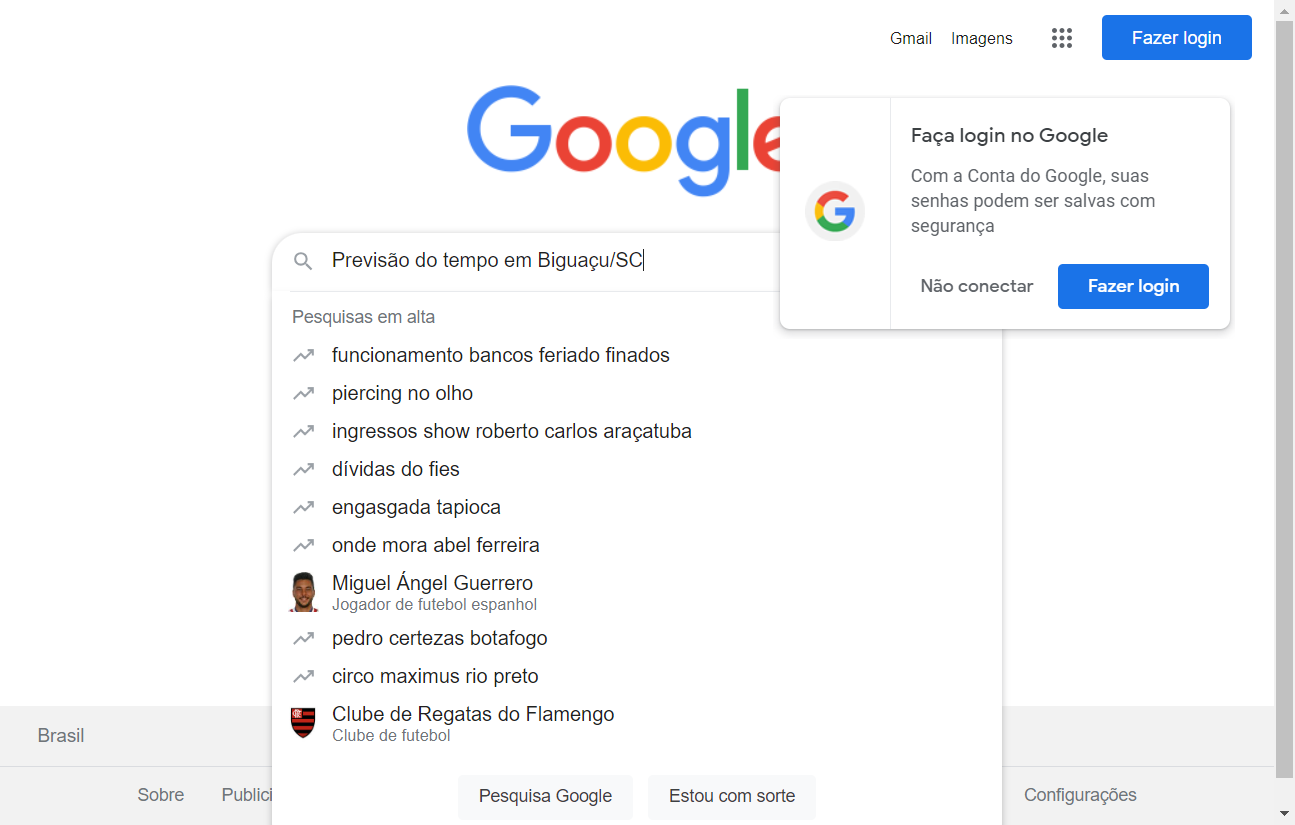 Gmail Imagens Fazer login
Google
Faça login no Google
Com a Conta do Google, suas
senhas podem ser salvas com
segurança
Não conectar Fazer login
Previsão do tempo em Biguaçu/SC
Pesquisas em alta
funcionamento bancos feriado finados
piercing no olho
ingressos show roberto carlos araçatuba
dívidas do fies
engasgada tapioca
onde mora abel ferreira
Miguel Ángel Guerrero
Jogador de futebol espanhol
pedro certezas botafogo
circo maximus rio preto
Clube de Regatas do Flamengo
Clube de futebol
Brasil
Pesquisa Google Estou com sorte
Sobre Publici Configurações